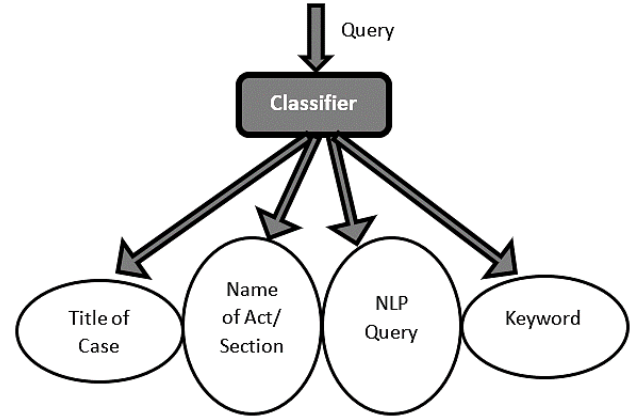 Query
Classifier
Title of
Case
Name
of Act/
Section
NLP
Query
Keyword